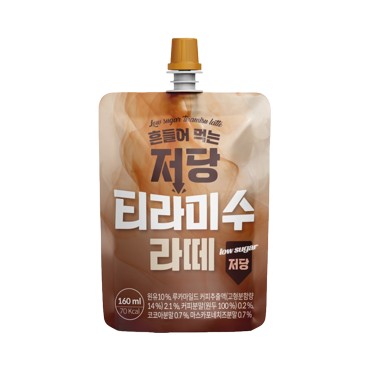 Low sugar Tiramisu latte
흔들어 먹는
저당
티라미수
라떼
low sugar
저당
160 ml
70 Kcal
원유10%, 루카마일드 커피추출액(고형분함량
14%) 2.1%, 커피분말(원두 100%) 0.2%,
코코아분말 0.7%, 마스카포네치즈분말 0.7%